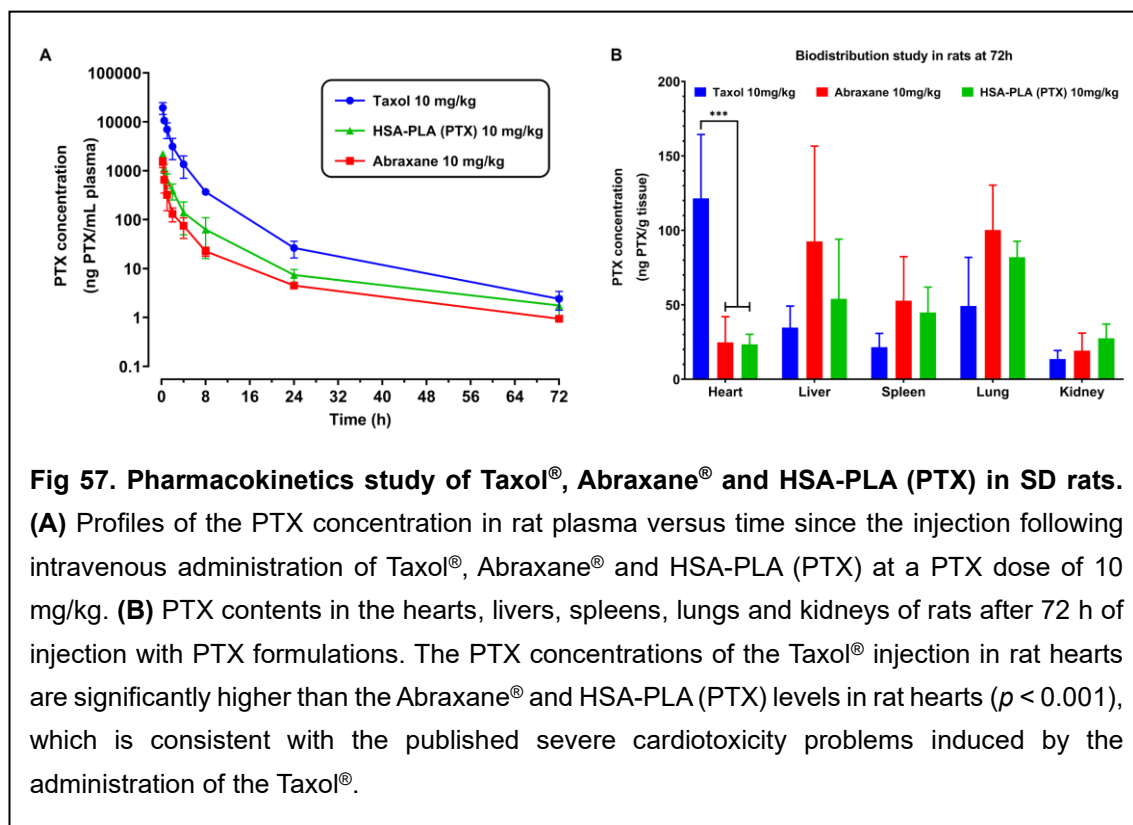 A
100000
10000
1000
100
10
1
0.1
PTX concentration
(ng PTX/mL plasma)
Taxol 10 mg/kg
HSA-PLA (PTX) 10 mg/kg
Abraxane 10 mg/kg
0 8 16 24 32 40 48 56 64 72
Time (h)
B
Biodistribution study in rats at 72h
Taxol 10mg/kg Abraxane 10mg/kg HSA-PLA (PTX) 10mg/kg
***
200
150
100
50
0
PTX concentration
(ng PTX/g tissue)
Heart Liver Spleen Lung Kidney
Fig 57. Pharmacokinetics study of Taxol®, Abraxane® and HSA-PLA (PTX) in SD rats.
(A) Profiles of the PTX concentration in rat plasma versus time since the injection following
intravenous administration of Taxol®, Abraxane® and HSA-PLA (PTX) at a PTX dose of 10
mg/kg. (B) PTX contents in the hearts, livers, spleens, lungs and kidneys of rats after 72 h of
injection with PTX formulations. The PTX concentrations of the Taxol® injection in rat hearts
are significantly higher than the Abraxane® and HSA-PLA (PTX) levels in rat hearts (p < 0.001),
which is consistent with the published severe cardiotoxicity problems induced by the
administration of the Taxol®.